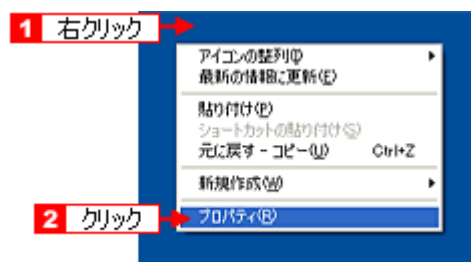 1 右クリック
アイコンの整列(I)
最新の情報に更新(E)
貼り付け(P)
ショートカットの貼り付け(S)
元に戻す - コピー(U) Ctrl+Z
新規作成(W)
2 クリック
プロパティ(R)